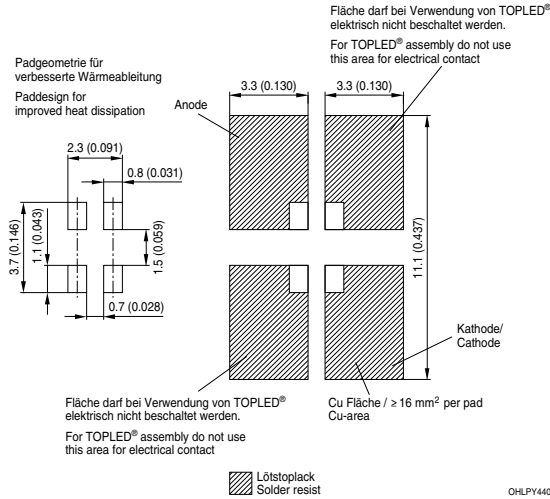 Fläche darf bei Verwendung von TOPLED®
elektrisch nicht beschaltet werden.
For TOPLED® assembly do not use
this area for electrical contact
Padgeometrie für
verbesserte Wärmeableitung
Paddesign for
improved heat dissipation
Anode
3.3 (0.130)
3.3 (0.130)
2.3 (0.091)
0.8 (0.031)
3.7 (0.146)
1.1 (0.043)
1.5 (0.059)
11.1 (0.437)
0.7 (0.028)
Kathode/
Cathode
Fläche darf bei Verwendung von TOPLED®
elektrisch nicht beschaltet werden.
For TOPLED® assembly do not use
this area for electrical contact
Cu Fläche / ≥ 16 mm² per pad
Cu-area
Lötstoplack
Solder resist
OHLPY440